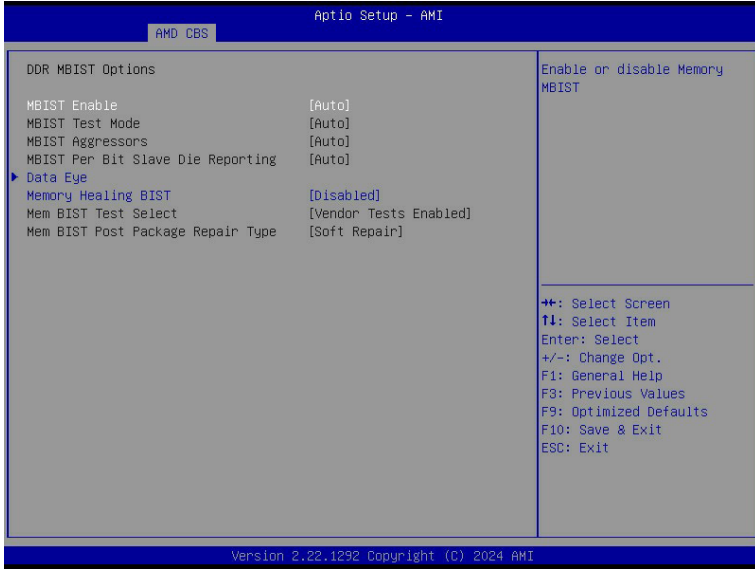 Aptio Setup – AMI
AMD CBS
DDR MBIST Options
MBIST Enable [Auto]
MBIST Test Mode [Auto]
MBIST Aggressors [Auto]
MBIST Per Bit Slave Die Reporting [Auto]
Data Eye
Memory Healing BIST [Disabled]
Mem BIST Test Select [Vendor Tests Enabled]
Mem BIST Post Package Repair Type [Soft Repair]
Enable or disable Memory
MBIST
→←: Select Screen
↑↓: Select Item
Enter: Select
+/-: Change Opt.
F1: General Help
F3: Previous Values
F9: Optimized Defaults
F10: Save & Exit
ESC: Exit
Version 2.22.1292 Copyright (C) 2024 AMI